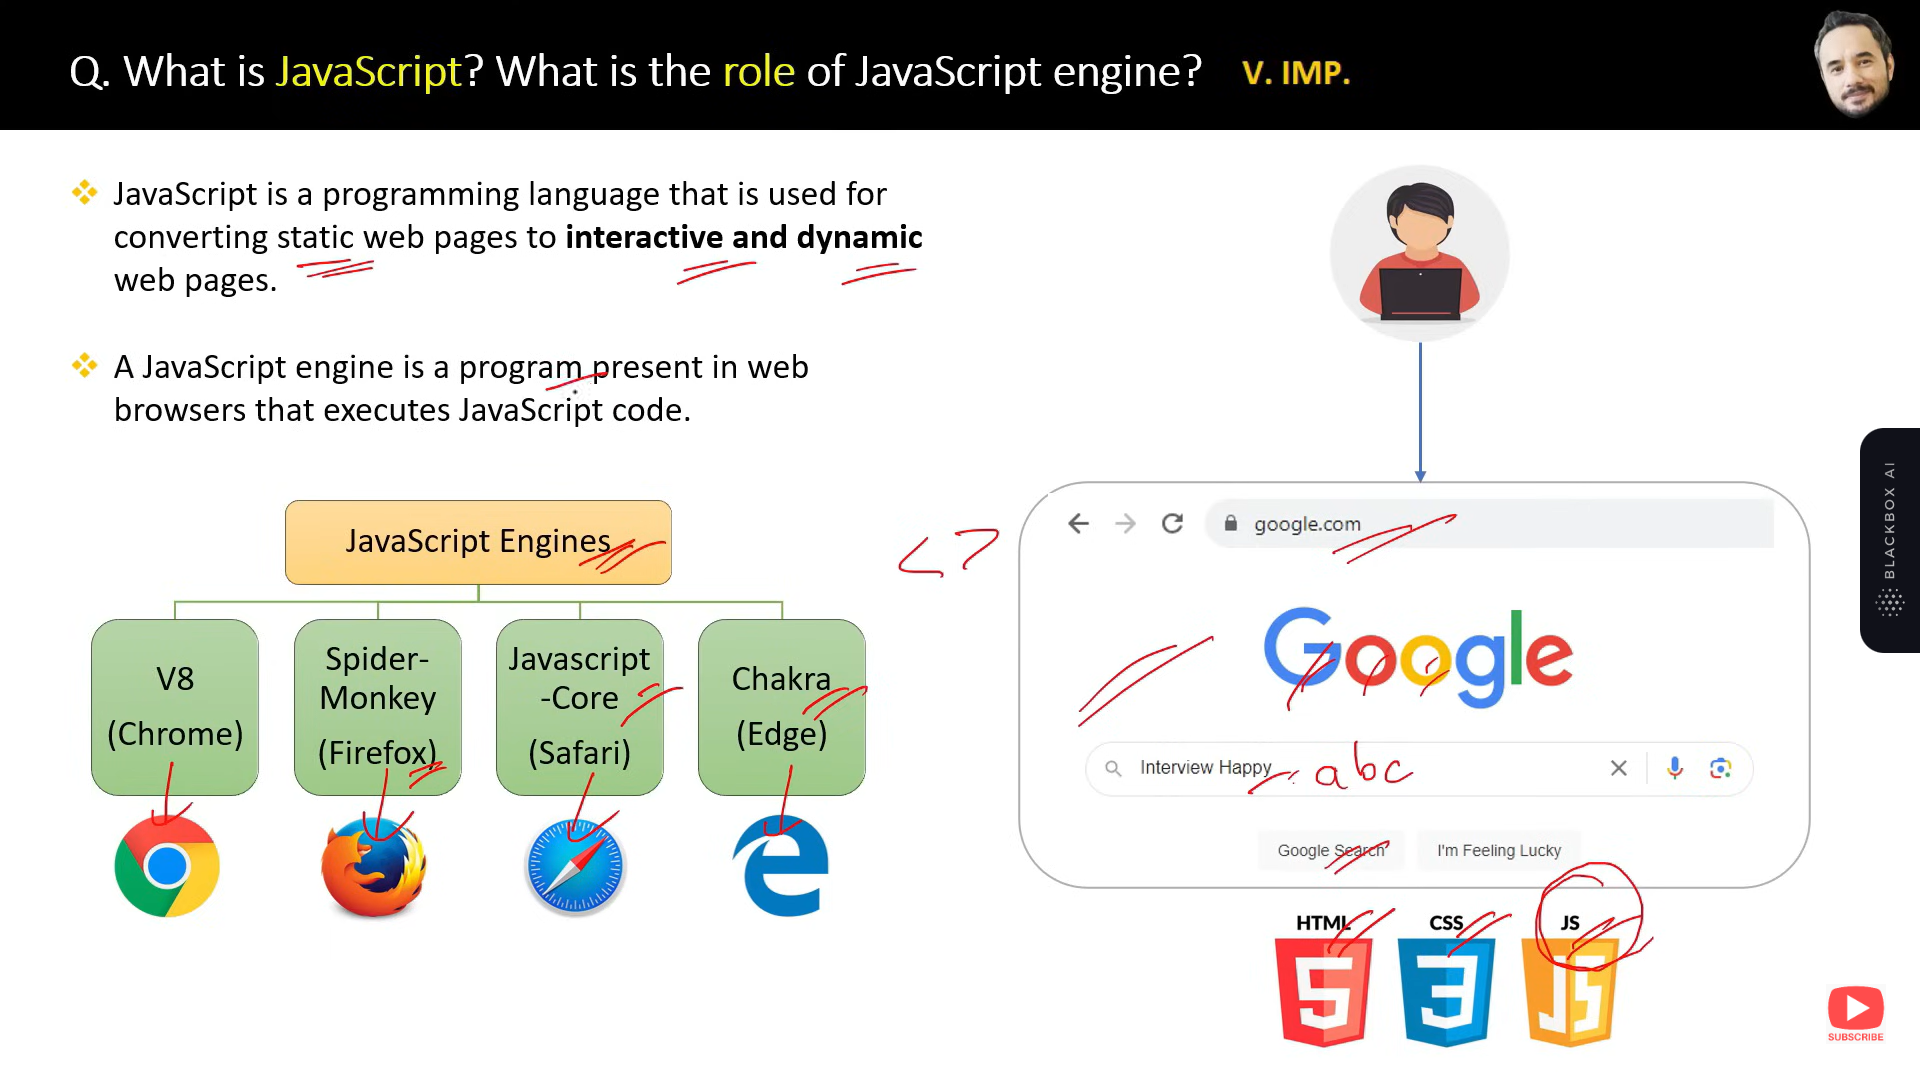 Q. What is JavaScript? What is the role of JavaScript engine? V. IMP.
JavaScript is a programming language that is used for
converting static web pages to interactive and dynamic
web pages.
A JavaScript engine is a program present in web
browsers that executes JavaScript code.
JavaScript Engines
V8
(Chrome)
Spider-
Monkey
(Firefox)
Javascript
-Core
(Safari)
Chakra
(Edge)
< >
google.com
Google
Interview Happy abc
Google Search
I'm Feeling Lucky
HTML
5
CSS
3
JS
JS
BLACKBOX AI
SUBSCRIBE